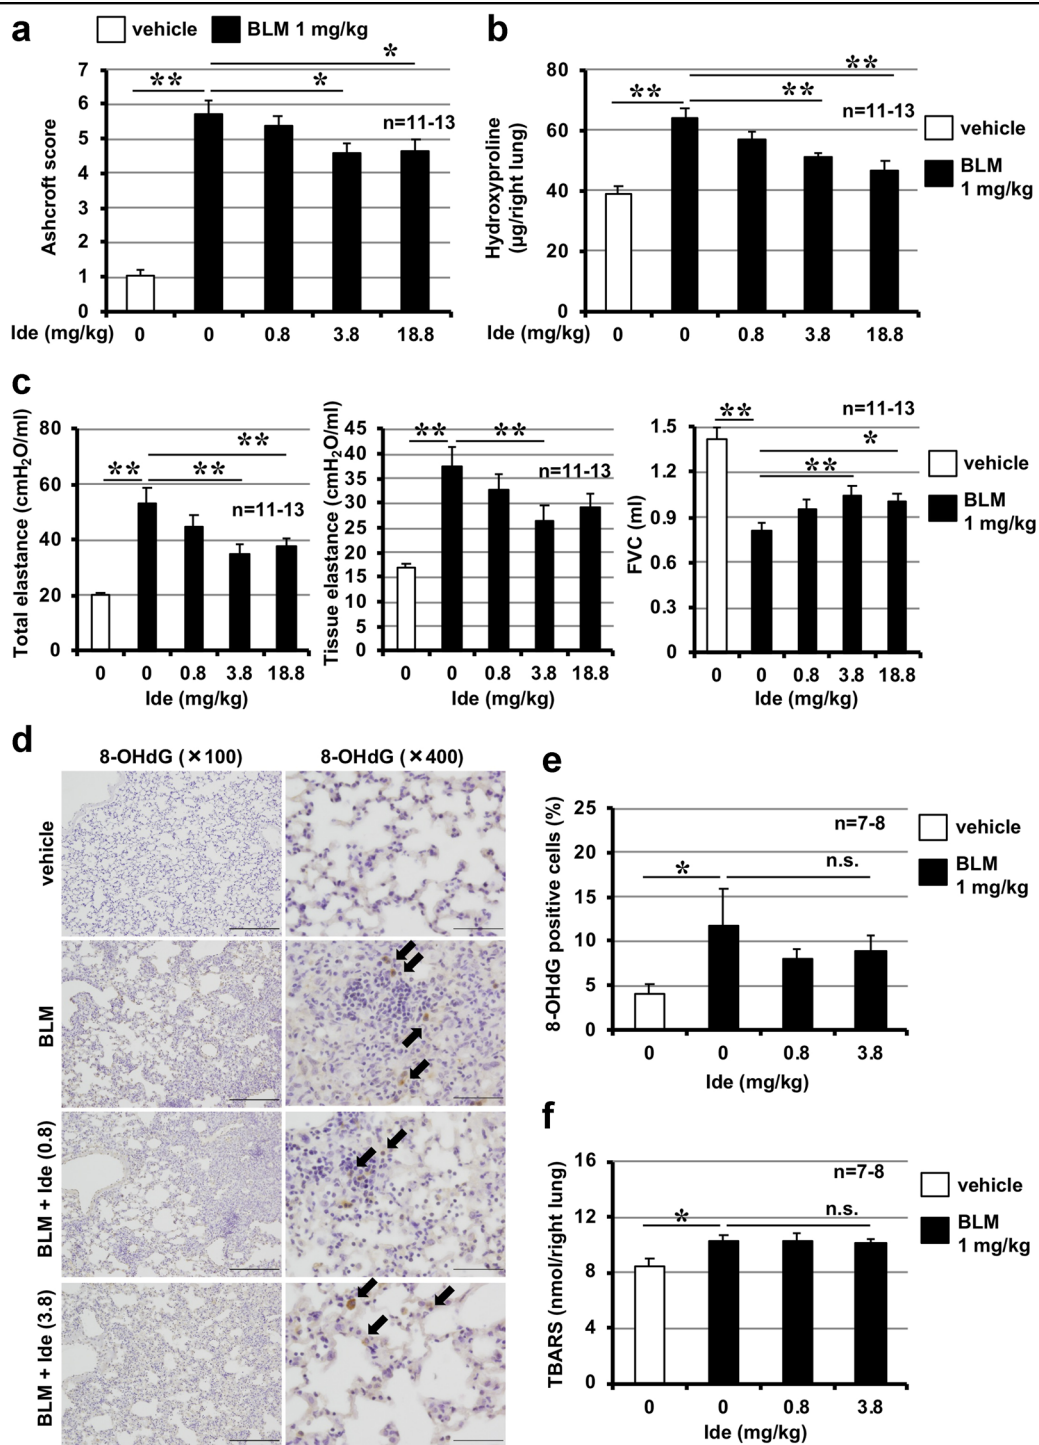 a
vehicle
BLM 1 mg/kg
Ashcroft score
7
6
5
4
3
2
1
0
**
*
*
n=11-13
Ide (mg/kg)
0
0
0.8
3.8
18.8
b
Hydroxyproline
(μg/right lung)
80
60
40
20
0
**
**
**
n=11-13
vehicle
BLM
1 mg/kg
Ide (mg/kg)
0
0
0.8
3.8
18.8
c
Total elastance (cmH2O/ml)
80
60
40
20
0
**
**
**
n=11-13
0
0
0.8
3.8
18.8
Ide (mg/kg)
Tissue elastance (cmH2O/ml)
45
40
35
30
25
20
15
10
5
0
**
**
n=11-13
0
0
0.8
3.8
18.8
Ide (mg/kg)
FVC (ml)
1.5
1.2
0.9
0.6
0.3
0
**
**
*
n=11-13
vehicle
BLM
1 mg/kg
0
0
0.8
3.8
18.8
Ide (mg/kg)
d
8-OHdG (×100)
8-OHdG (×400)
vehicle
BLM
BLM + Ide (0.8)
BLM + Ide (3.8)
e
8-OHdG positive cells (%)
25
20
15
10
5
0
*
n.s.
n=7-8
vehicle
BLM
1 mg/kg
0
0
0.8
3.8
Ide (mg/kg)
f
TBARS (nmol/right lung)
16
12
8
4
0
*
n.s.
n=7-8
vehicle
BLM
1 mg/kg
0
0
0.8
3.8
Ide (mg/kg)